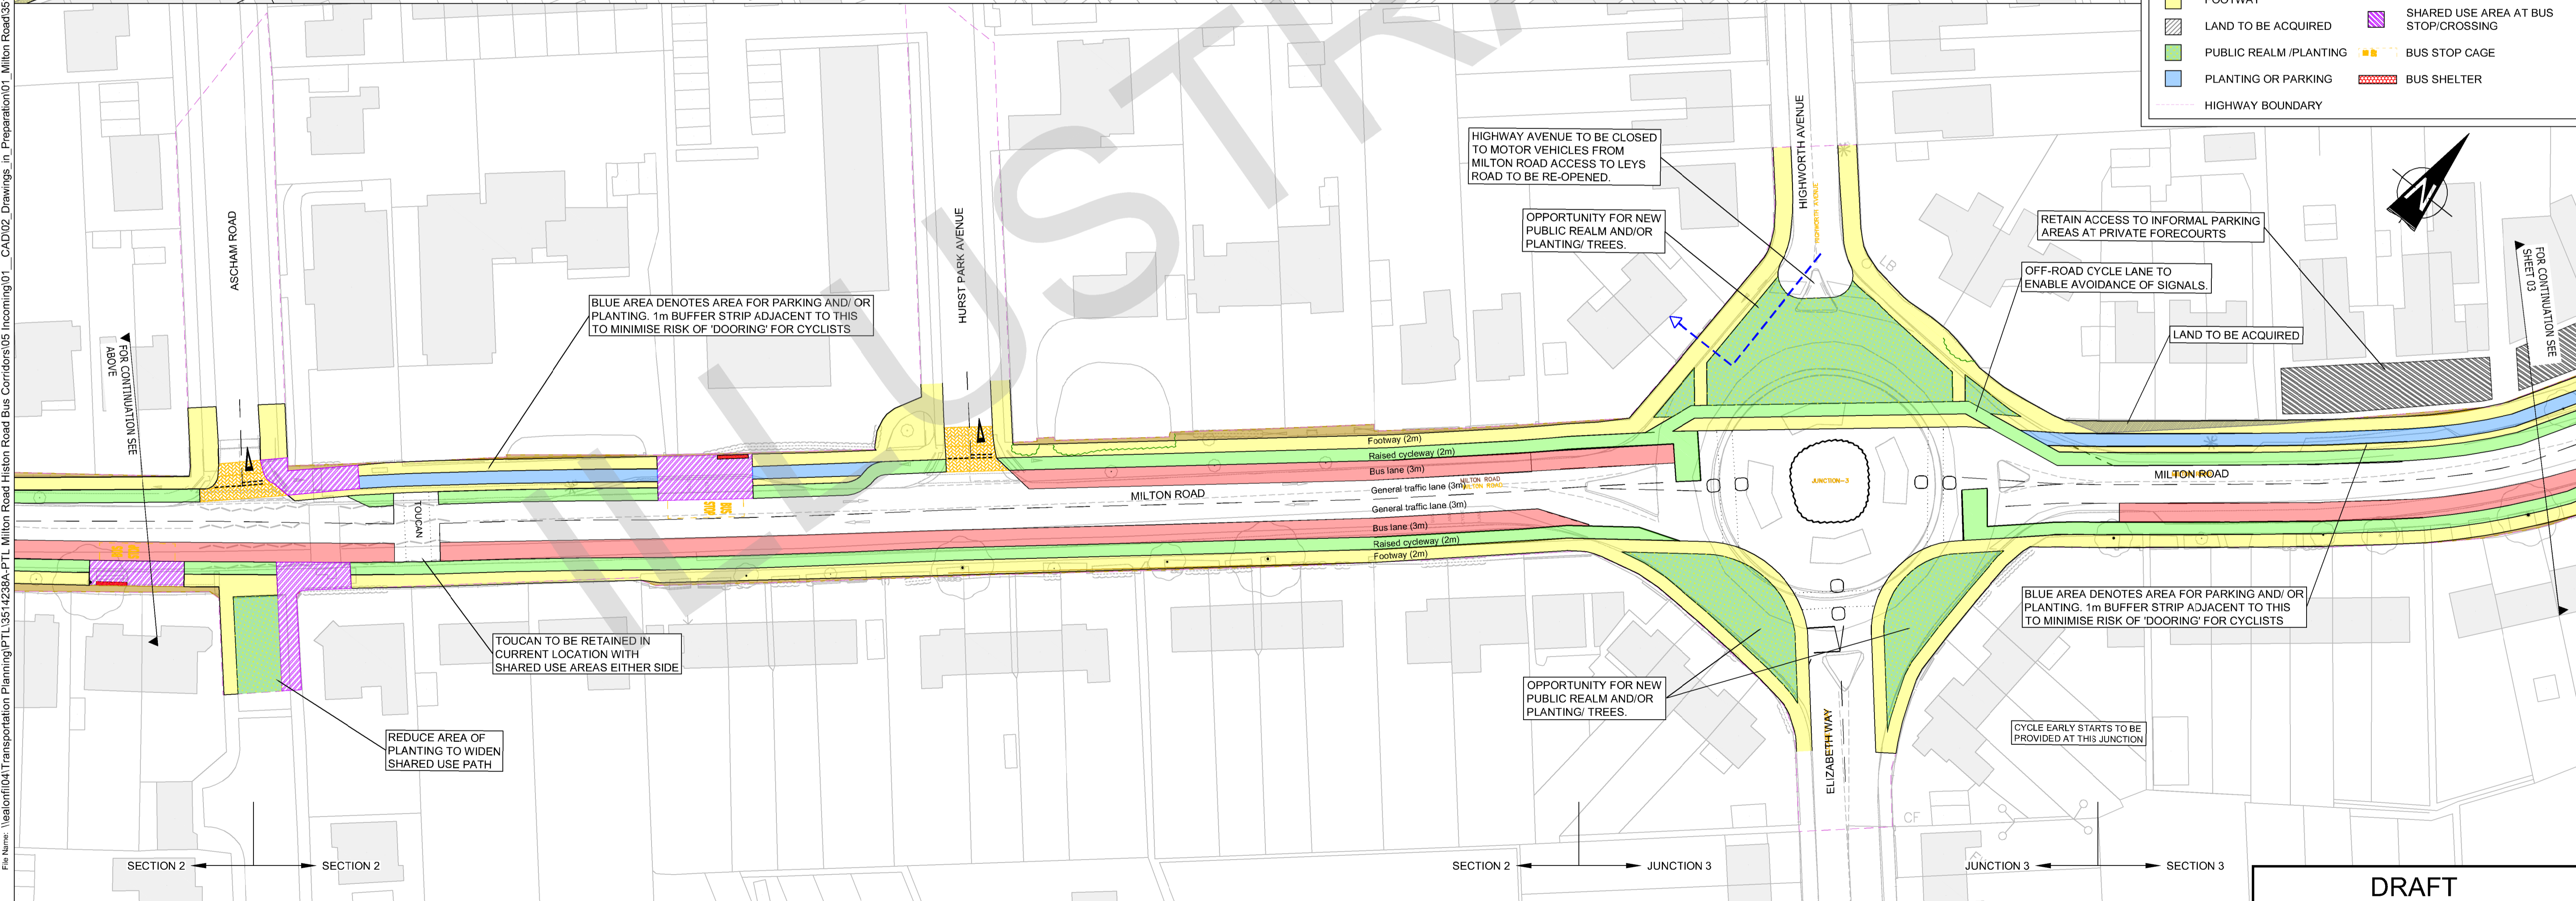 FOOTWAY
LAND TO BE ACQUIRED
PUBLIC REALM /PLANTING
PLANTING OR PARKING
HIGHWAY BOUNDARY
SHARED USE AREA AT BUS
STOP/CROSSING
BUS STOP CAGE
BUS SHELTER
ILLUSTRA
File Name: \\ealonfil04\Transportation Planning\PTL\3514238A-PTL Milton Road Histon Road Bus Corridors\05 Incoming\01__CAD\02_Drawings_in_Preparation\01_Milton Road\35
HIGHWAY AVENUE TO BE CLOSED
TO MOTOR VEHICLES FROM
MILTON ROAD ACCESS TO LEYS
ROAD TO BE RE-OPENED.
HIGHWORTH AVENUE
HIGHWORTH AVENUE
N
ASCHAM ROAD
HURST PARK AVENUE
OPPORTUNITY FOR NEW
PUBLIC REALM AND/OR
PLANTING/ TREES.
RETAIN ACCESS TO INFORMAL PARKING
AREAS AT PRIVATE FORECOURTS
LB
OFF-ROAD CYCLE LANE TO
ENABLE AVOIDANCE OF SIGNALS.
FOR CONTINUATION SEE
SHEET 03
BLUE AREA DENOTES AREA FOR PARKING AND/ OR
PLANTING. 1m BUFFER STRIP ADJACENT TO THIS
TO MINIMISE RISK OF 'DOORING' FOR CYCLISTS
FOR CONTINUATION SEE
ABOVE
LAND TO BE ACQUIRED
Footway (2m)
Raised cycleway (2m)
Bus lane (3m)
General traffic lane (3m)
General traffic lane (3m)
Bus lane (3m)
Raised cycleway (2m)
Footway (2m)
MILTON ROAD
MILTON ROAD
MILTON ROAD
JUNCTION-3
MILTON ROAD
TOUCAN
TOUCAN TO BE RETAINED IN
CURRENT LOCATION WITH
SHARED USE AREAS EITHER SIDE
BLUE AREA DENOTES AREA FOR PARKING AND/ OR
PLANTING. 1m BUFFER STRIP ADJACENT TO THIS
TO MINIMISE RISK OF 'DOORING' FOR CYCLISTS
OPPORTUNITY FOR NEW
PUBLIC REALM AND/OR
PLANTING/ TREES.
REDUCE AREA OF
PLANTING TO WIDEN
SHARED USE PATH
ELIZABETH WAY
CYCLE EARLY STARTS TO BE
PROVIDED AT THIS JUNCTION
CF
SECTION 2
SECTION 2
SECTION 2
JUNCTION 3
JUNCTION 3
SECTION 3
DRAFT